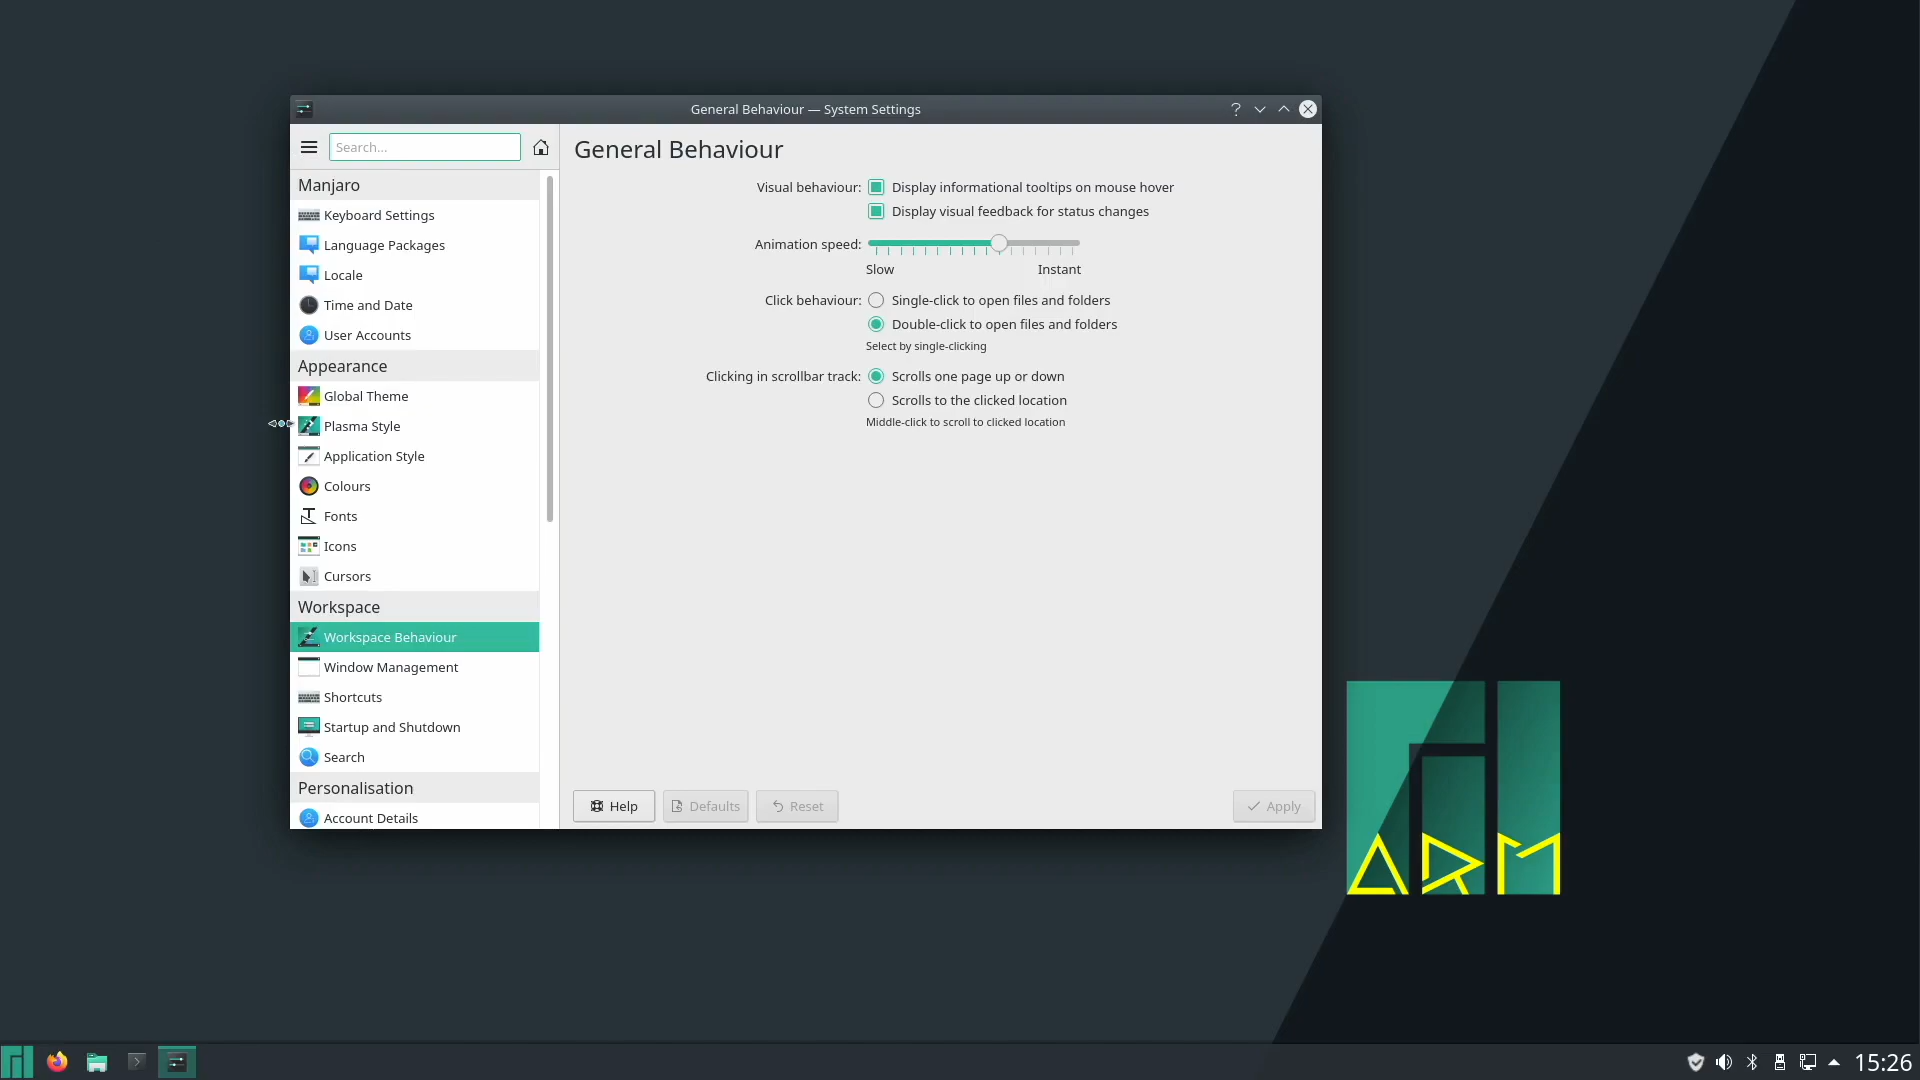 General Behaviour — System Settings
Search...
General Behaviour
Manjaro
Keyboard Settings
Language Packages
Locale
Time and Date
User Accounts
Appearance
Global Theme
Plasma Style
Application Style
Colours
Fonts
Icons
Cursors
Workspace
Workspace Behaviour
Window Management
Shortcuts
Startup and Shutdown
Search
Personalisation
Account Details
Visual behaviour: Display informational tooltips on mouse hover
Display visual feedback for status changes
Animation speed:
Slow Instant
Click behaviour: Single-click to open files and folders
Double-click to open files and folders
Select by single-clicking
Clicking in scrollbar track: Scrolls one page up or down
Scrolls to the clicked location
Middle-click to scroll to clicked location
Help Defaults Reset Apply
ARM
15:26